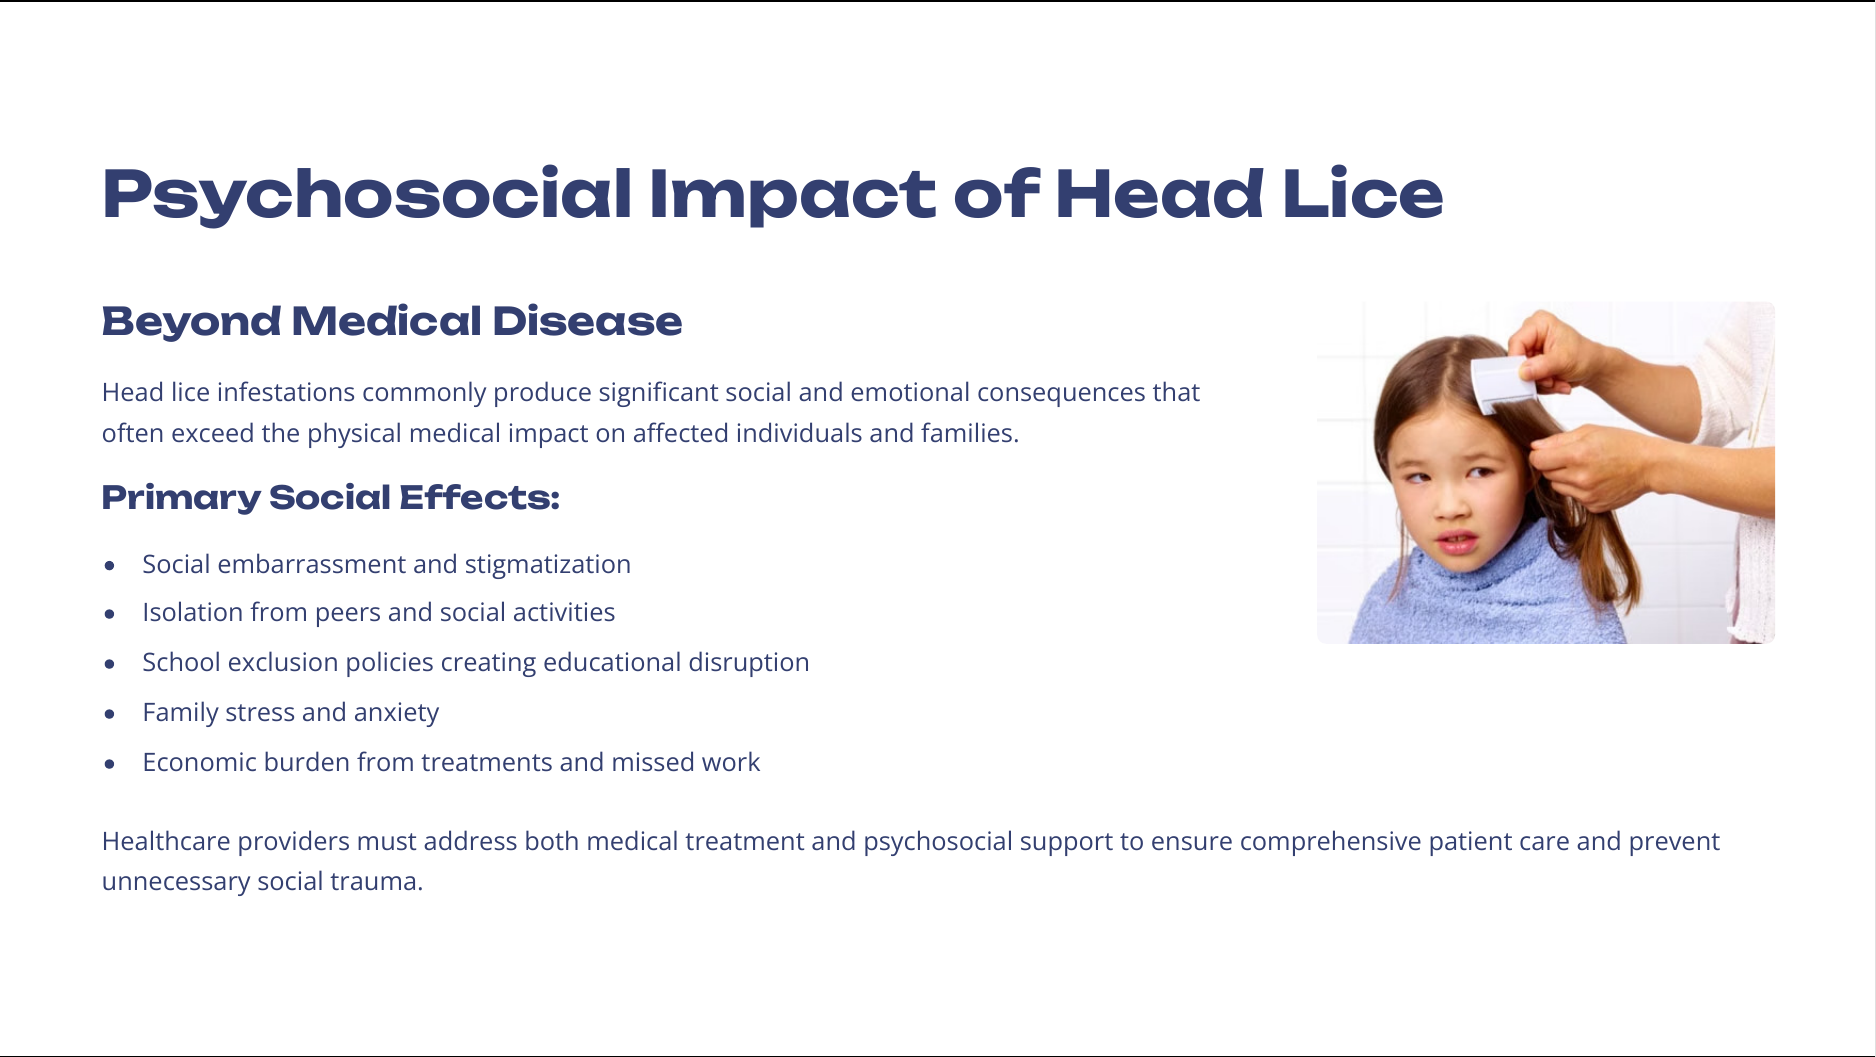 Psychosocial Impact of Head Lice
Beyond Medical Disease
Head lice infestations commonly produce significant social and emotional consequences that
often exceed the physical medical impact on affected individuals and families.
Primary Social Effects:
• Social embarrassment and stigmatization
• Isolation from peers and social activities
• School exclusion policies creating educational disruption
• Family stress and anxiety
• Economic burden from treatments and missed work
Healthcare providers must address both medical treatment and psychosocial support to ensure comprehensive patient care and prevent
unnecessary social trauma.